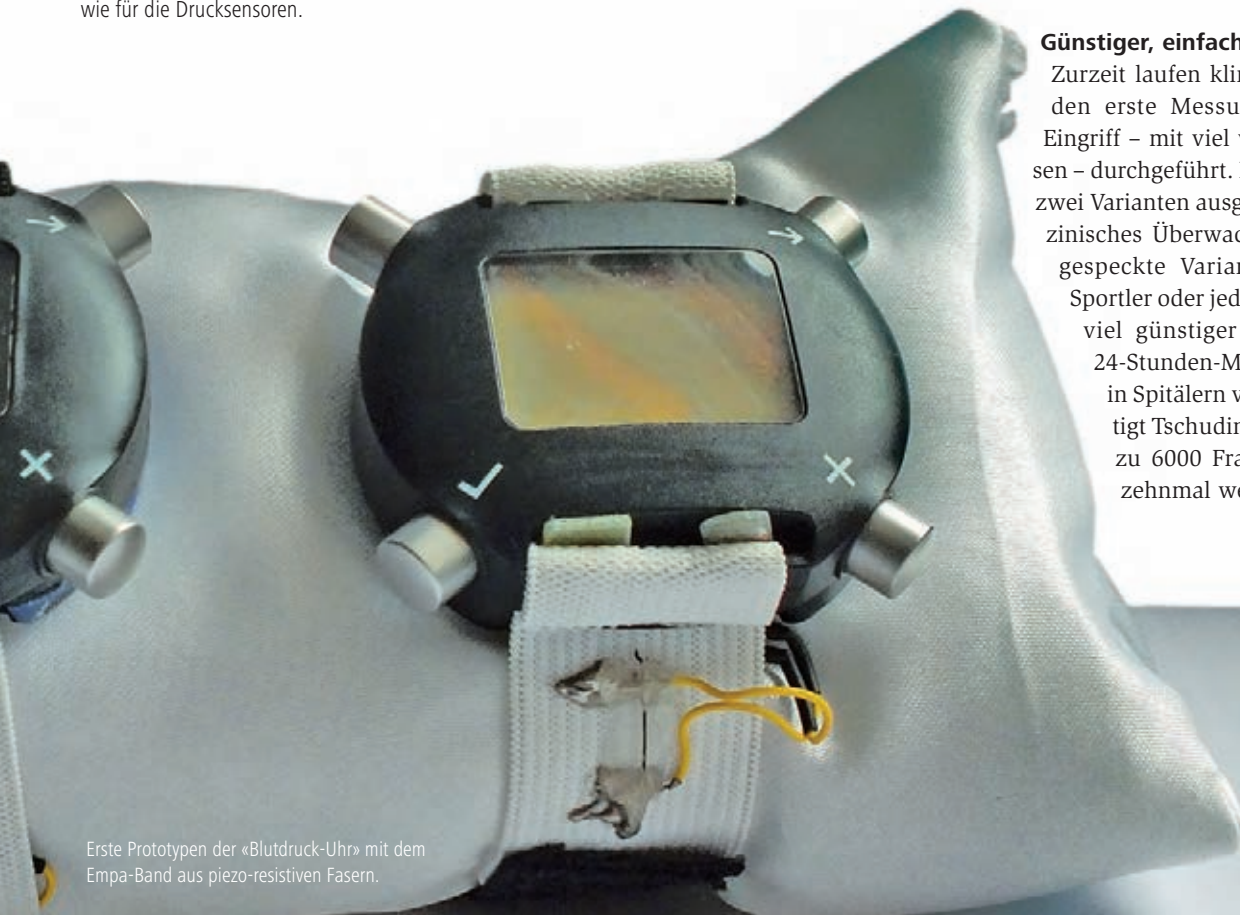 wie für die Drucksensoren.
Günstiger, einfach
Zurzeit laufen klin
den erste Messu
Eingriff – mit viel
sen – durchgeführt.
zwei Varianten ausg
zinisches Überwac
gespeckte Varian
Sportler oder jed
viel günstiger
24-Stunden-M
in Spitälern v
tigt Tschudin
zu 6000 Fra
zehnmal we
Erste Prototypen der «Blutdruck-Uhr» mit dem
Empa-Band aus piezo-resistiven Fasern.